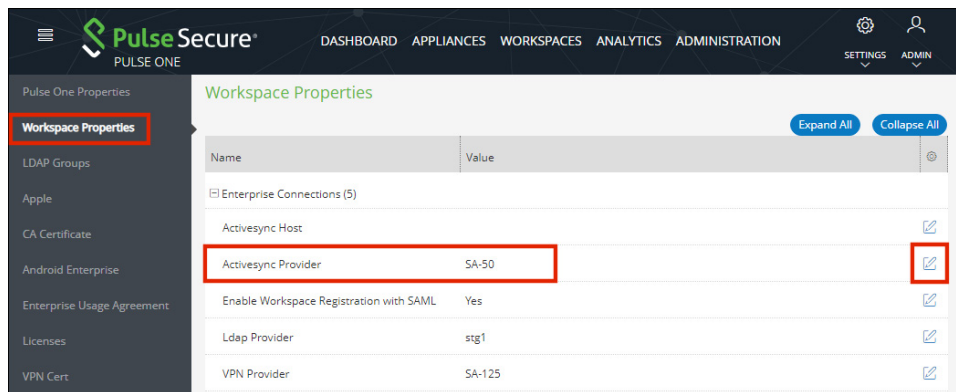 Pulse Secure®
PULSE ONE
DASHBOARD APPLIANCES WORKSPACES ANALYTICS ADMINISTRATION
SETTINGS ADMIN
Pulse One Properties
Workspace Properties
LDAP Groups
Apple
CA Certificate
Android Enterprise
Enterprise Usage Agreement
Licenses
VPN Cert
Workspace Properties
Expand All Collapse All
Name Value
Enterprise Connections (5)
Activesync Host
Activesync Provider SA-50
Enable Workspace Registration with SAML Yes
Ldap Provider stg1
VPN Provider SA-125